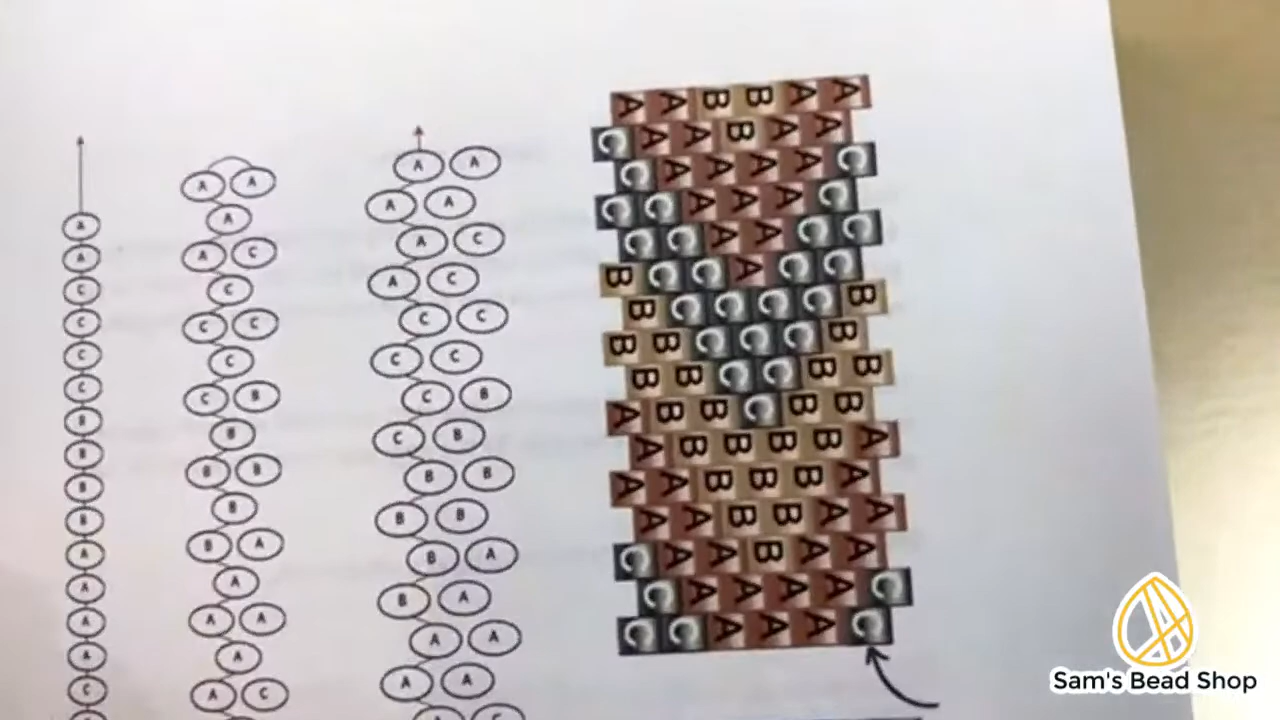 A
A
C
C
C
C
B
B
B
B
A
A
A
A
C
A A
A
A C
C
C C
C
C B
B
B B
B
B A
A
A A
A
A C
A A
A A
A C
A C
C C
C C
C B
C B
B B
B B
B A
B A
A A
A A
A A B B A A
C A A B A A
C A A A A C
C C A A A C
C C A A C C
B C C A C C
B C C C C B
B B C C C B
B B C C B B
A B B C B B
A B B B B A
A A B B B A
A A B B A A
C A A B A A
C A A A A C
C C A A A C
Sam's Bead Shop